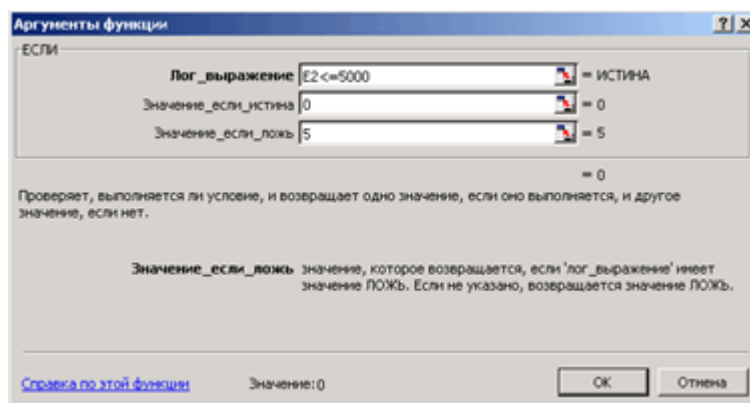 Аргументы функции
ЕСЛИ
Лог_выражение E2<=5000 = ИСТИНА
Значение_если_истина 0 = 0
Значение_если_ложь 5 = 5
= 0
Проверяет, выполняется ли условие, и возвращает одно значение, если оно выполняется, и другое
значение, если нет.
Значение_если_ложь значение, которое возвращается, если 'лог_выражение' имеет
значение ЛОЖЬ. Если не указано, возвращается значение ЛОЖЬ.
Справка по этой функции Значение:0 OK Отмена